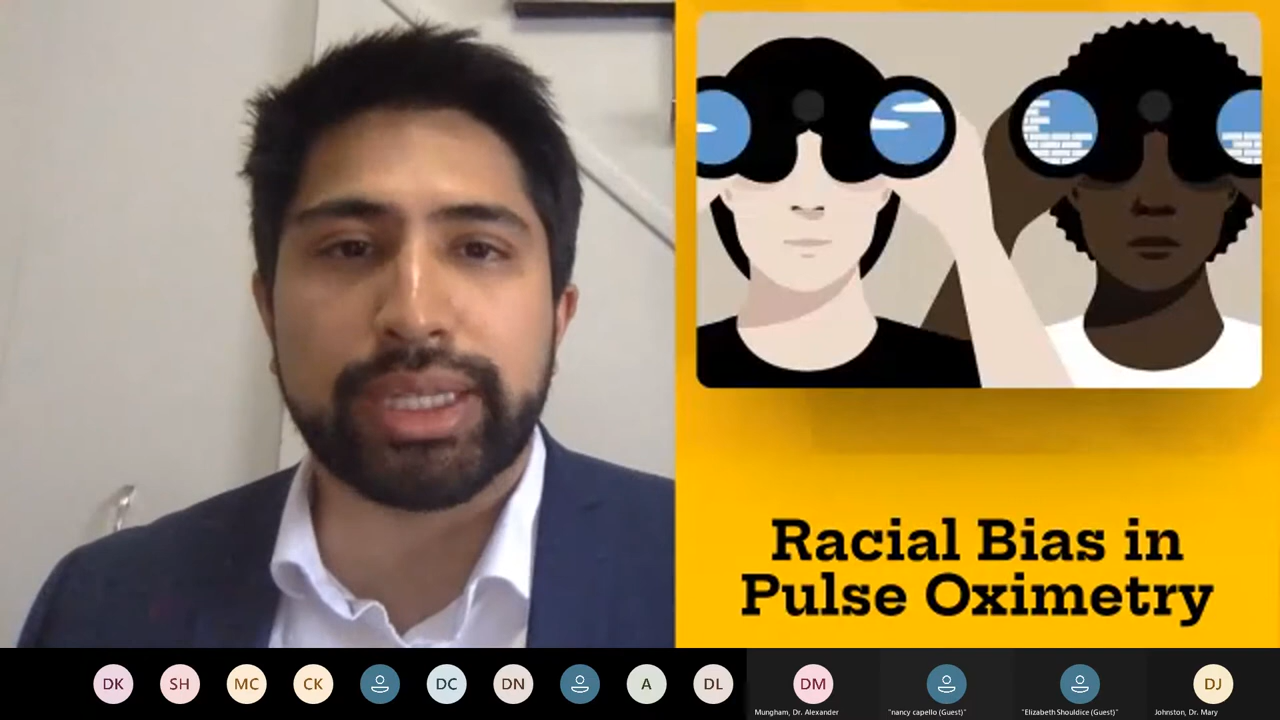 Racial Bias in
Pulse Oximetry
DK
SH
MC
CK
DC
DN
A
DL
DM
DJ
Mungham, Dr. Alexander
"nancy capello (Guest)"
"Elizabeth Shouldice (Guest)"
Johnston, Dr. Mary